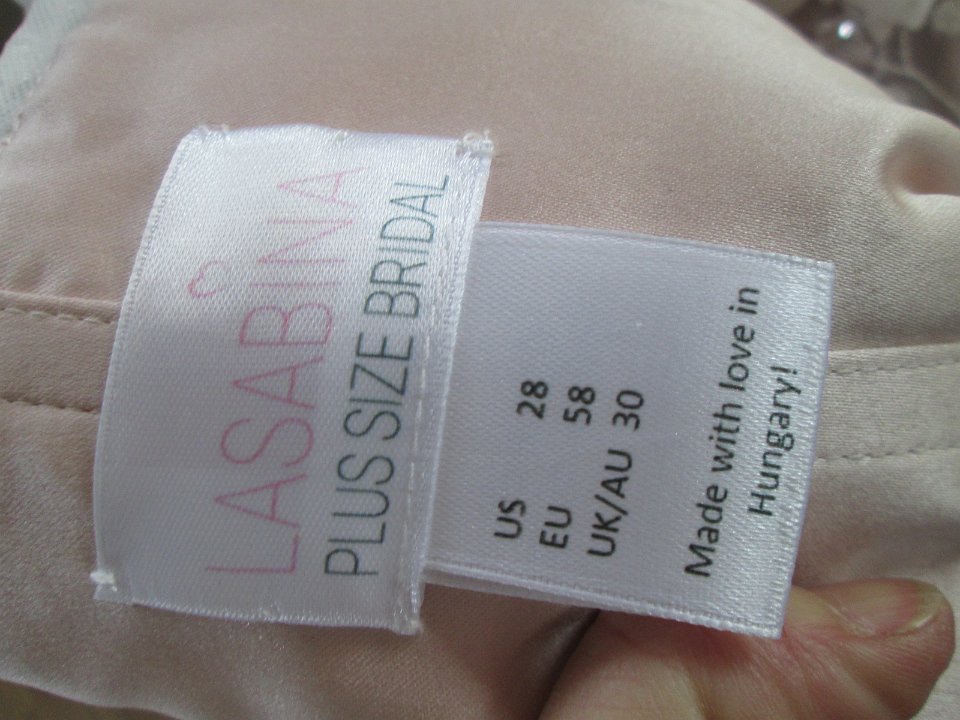 LASABINA
PLUS SIZE BRIDAL
US 28
EU 58
UK/AU 30
Made with love in
Hungary!